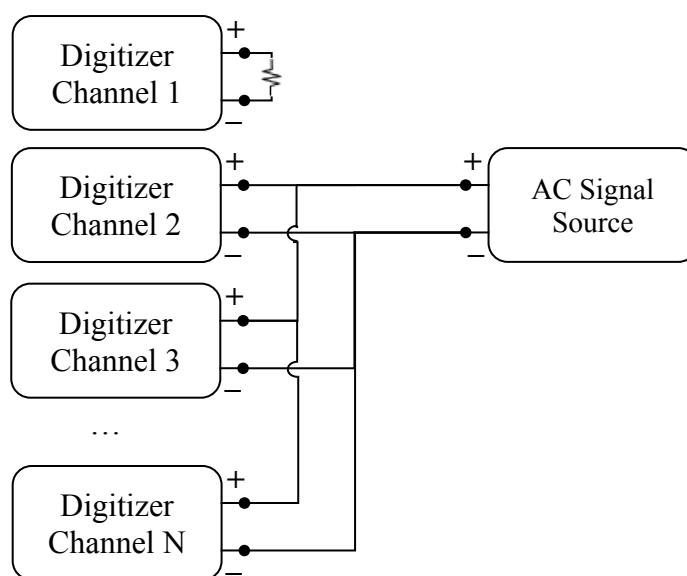 +
Digitizer
Channel 1
−
+
Digitizer
Channel 2
−
+
AC Signal
Source
−
+
Digitizer
Channel 3
−
...
+
Digitizer
Channel N
−